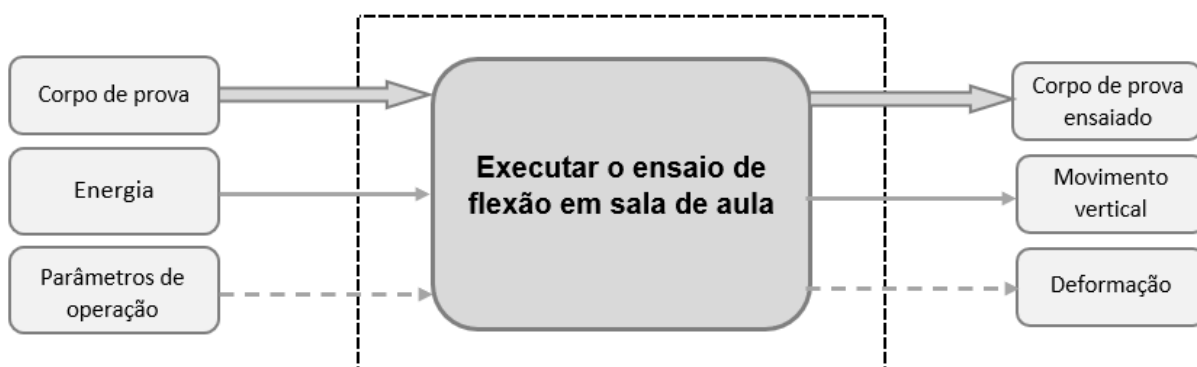 Corpo de prova
Energia
Parâmetros de
operação
Executar o ensaio de
flexão em sala de aula
Corpo de prova
ensaiado
Movimento
vertical
Deformação